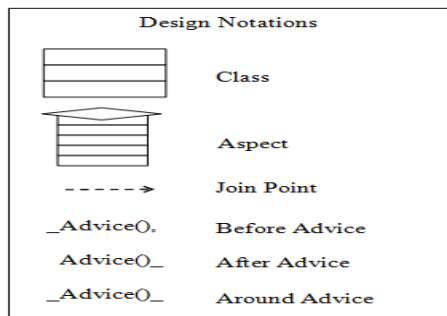 Design Notations
Class
Aspect
Join Point
_Advice(), Before Advice
Advice()_ After Advice
_Advice()_ Around Advice